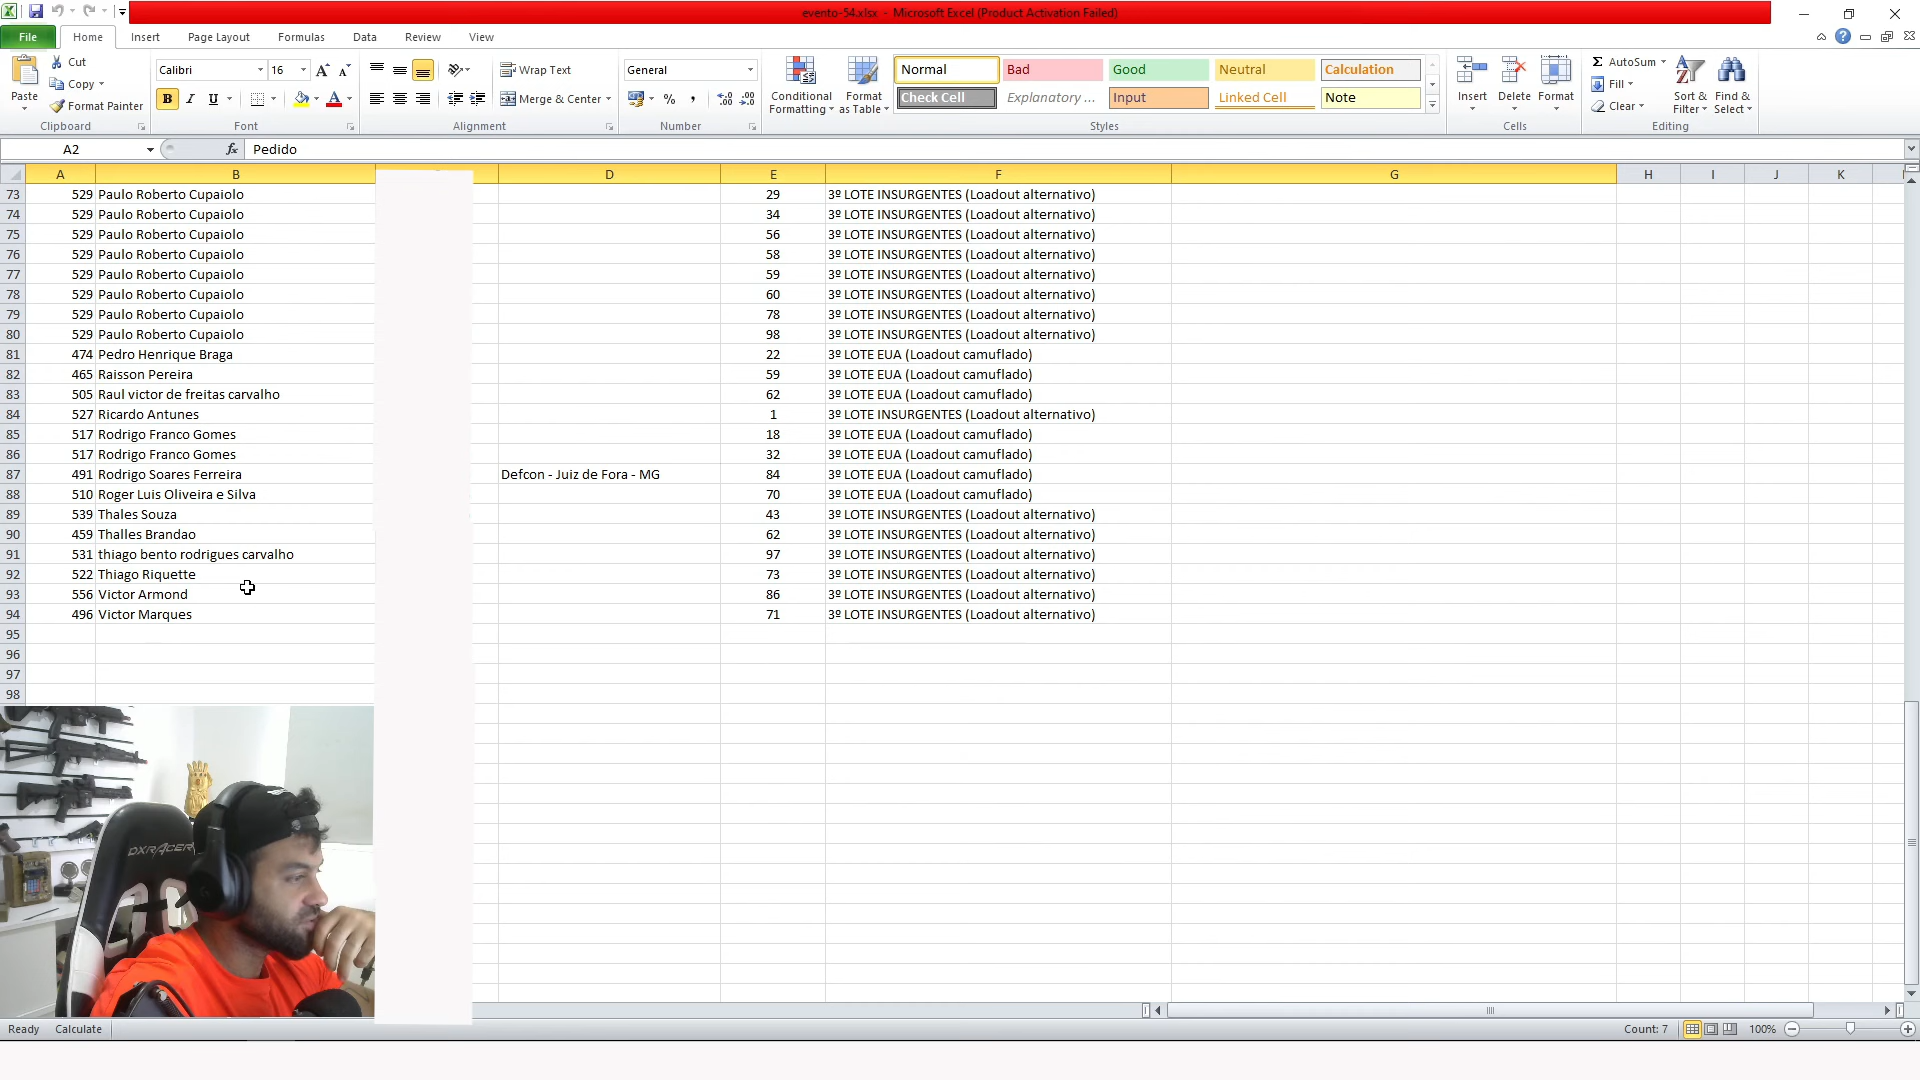 evento-54.xlsx - Microsoft Excel (Product Activation Failed)
File Home Insert Page Layout Formulas Data Review View
Paste Cut Copy Format Painter Clipboard
Calibri 16 A A B I U A Font
Wrap Text Merge & Center Alignment
General % , Number
Conditional Formatting Format as Table
Normal Bad Good Neutral Calculation
Check Cell Explanatory ... Input Linked Cell Note
Styles
Insert Delete Format Cells
Σ AutoSum Fill Clear Sort & Filter Find & Select Editing
A2 fx Pedido
A B D E F G H I J K
73 529 Paulo Roberto Cupaiolo 29 3º LOTE INSURGENTES (Loadout alternativo)
74 529 Paulo Roberto Cupaiolo 34 3º LOTE INSURGENTES (Loadout alternativo)
75 529 Paulo Roberto Cupaiolo 56 3º LOTE INSURGENTES (Loadout alternativo)
76 529 Paulo Roberto Cupaiolo 58 3º LOTE INSURGENTES (Loadout alternativo)
77 529 Paulo Roberto Cupaiolo 59 3º LOTE INSURGENTES (Loadout alternativo)
78 529 Paulo Roberto Cupaiolo 60 3º LOTE INSURGENTES (Loadout alternativo)
79 529 Paulo Roberto Cupaiolo 78 3º LOTE INSURGENTES (Loadout alternativo)
80 529 Paulo Roberto Cupaiolo 98 3º LOTE INSURGENTES (Loadout alternativo)
81 474 Pedro Henrique Braga 22 3º LOTE EUA (Loadout camuflado)
82 465 Raisson Pereira 59 3º LOTE EUA (Loadout camuflado)
83 505 Raul victor de freitas carvalho 62 3º LOTE EUA (Loadout camuflado)
84 527 Ricardo Antunes 1 3º LOTE INSURGENTES (Loadout alternativo)
85 517 Rodrigo Franco Gomes 18 3º LOTE EUA (Loadout camuflado)
86 517 Rodrigo Franco Gomes 32 3º LOTE EUA (Loadout camuflado)
87 491 Rodrigo Soares Ferreira Defcon - Juiz de Fora - MG 84 3º LOTE EUA (Loadout camuflado)
88 510 Roger Luis Oliveira e Silva 70 3º LOTE EUA (Loadout camuflado)
89 539 Thales Souza 43 3º LOTE INSURGENTES (Loadout alternativo)
90 459 Thalles Brandao 62 3º LOTE INSURGENTES (Loadout alternativo)
91 531 thiago bento rodrigues carvalho 97 3º LOTE INSURGENTES (Loadout alternativo)
92 522 Thiago Riquette 73 3º LOTE INSURGENTES (Loadout alternativo)
93 556 Victor Armond 86 3º LOTE INSURGENTES (Loadout alternativo)
94 496 Victor Marques 71 3º LOTE INSURGENTES (Loadout alternativo)
95
96
97
98
DXRACER
Ready Calculate Count: 7 100%